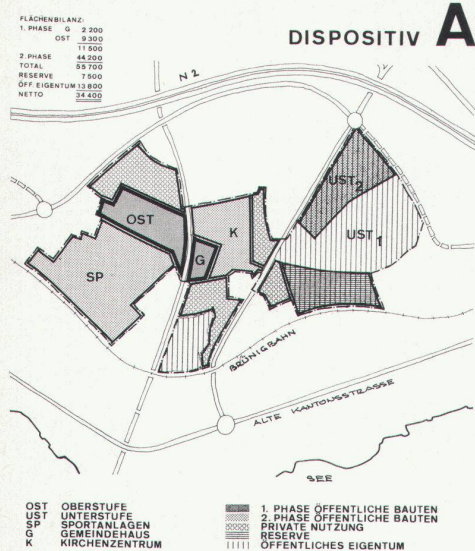 FLÄCHENBILANZ:
1. PHASE G 2 200
OST 9 300
11 500
2. PHASE 44 200
TOTAL 55 700
RESERVE 7 500
ÖFF. EIGENTUM 13 800
NETTO 34 400
DISPOSITIV A
N2
UST2
OST
K
UST1
G
SP
BRÜNIGBAHN
ALTE KANTONSSTRASSE
SEE
OST OBERSTUFE
UST UNTERSTUFE
SP SPORTANLAGEN
G GEMEINDEHAUS
K KIRCHENZENTRUM
1. PHASE ÖFFENTLICHE BAUTEN
2. PHASE ÖFFENTLICHE BAUTEN
PRIVATE NUTZUNG
RESERVE
ÖFFENTLICHES EIGENTUM